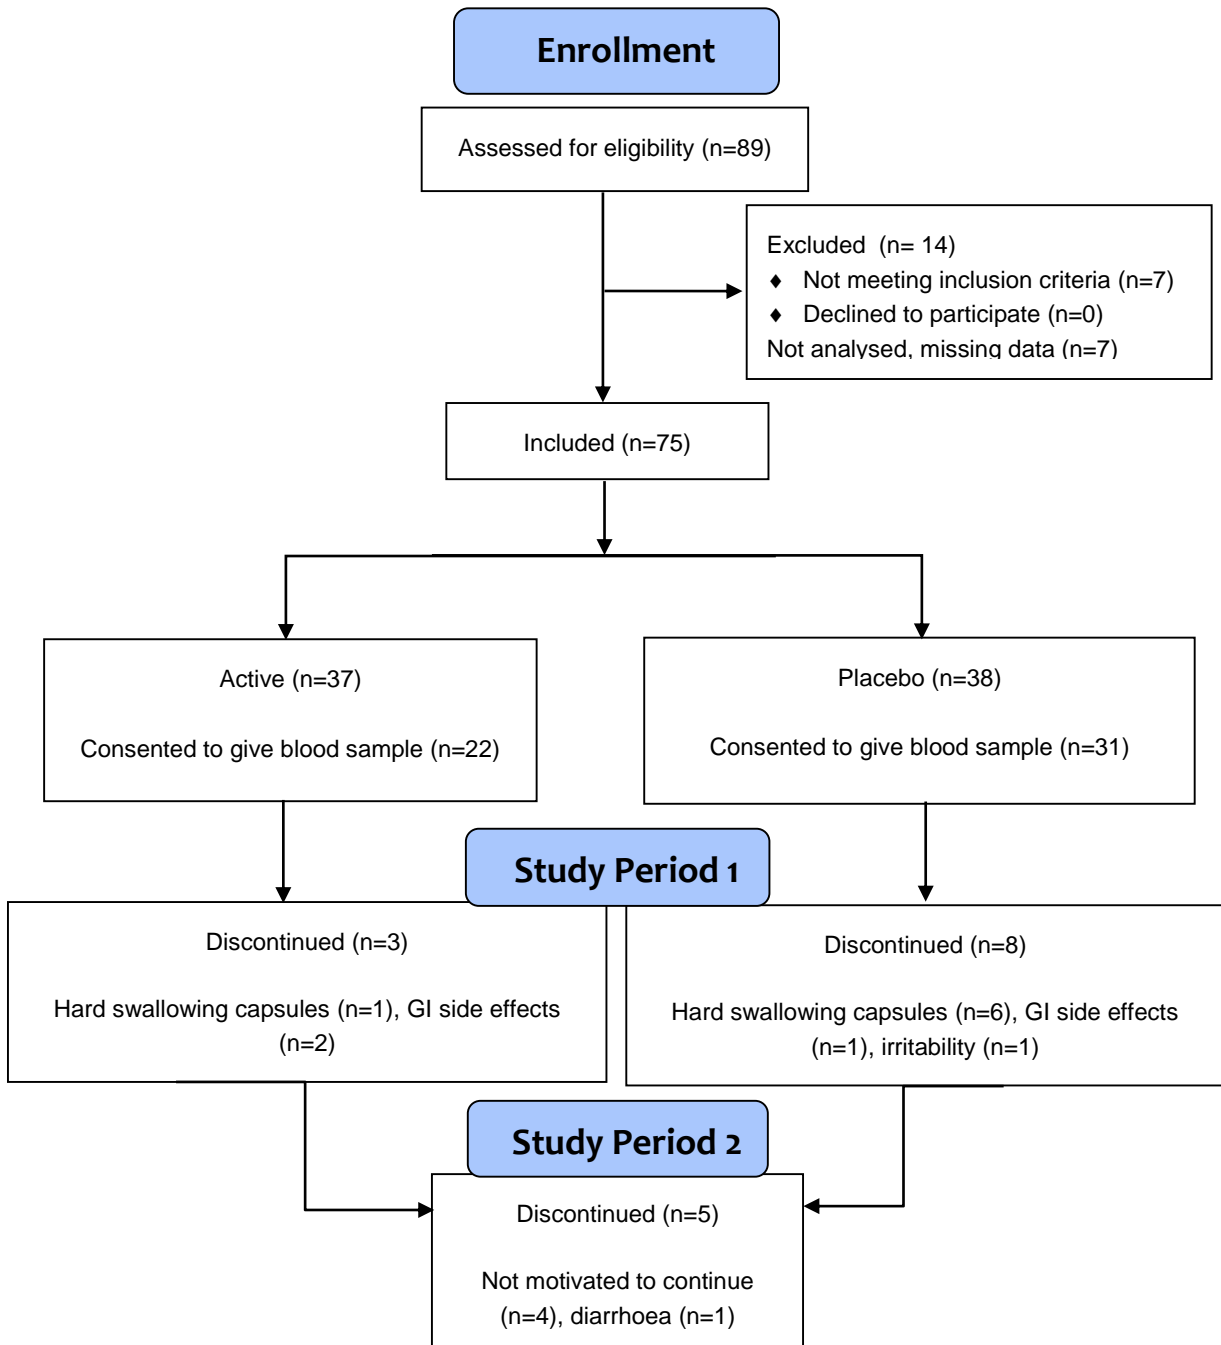 Enrollment
Assessed for eligibility (n=89)
Excluded  (n= 14)
♦ Not meeting inclusion criteria (n=7)
♦ Declined to participate (n=0)
Not analysed, missing data (n=7)
Included (n=75)
Active (n=37)
Consented to give blood sample (n=22)
Placebo (n=38)
Consented to give blood sample (n=31)
Study Period 1
Discontinued (n=3)
Hard swallowing capsules (n=1), GI side effects
(n=2)
Discontinued (n=8)
Hard swallowing capsules (n=6), GI side effects
(n=1), irritability (n=1)
Study Period 2
Discontinued (n=5)
Not motivated to continue
(n=4), diarrhoea (n=1)